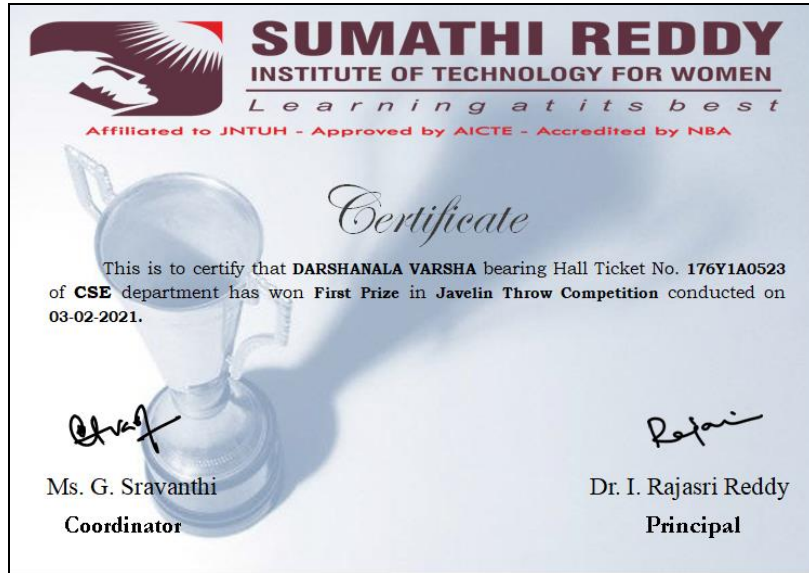 SUMATHI REDDY
INSTITUTE OF TECHNOLOGY FOR WOMEN
Learning at its best
Affiliated to JNTUH - Approved by AICTE - Accredited by NBA
Certificate
This is to certify that DARSHANALA VARSHA bearing Hall Ticket No. 176Y1A0523
of CSE department has won First Prize in Javelin Throw Competition conducted on
03-02-2021.
Ms. G. Sravanthi
Coordinator
Dr. I. Rajasri Reddy
Principal